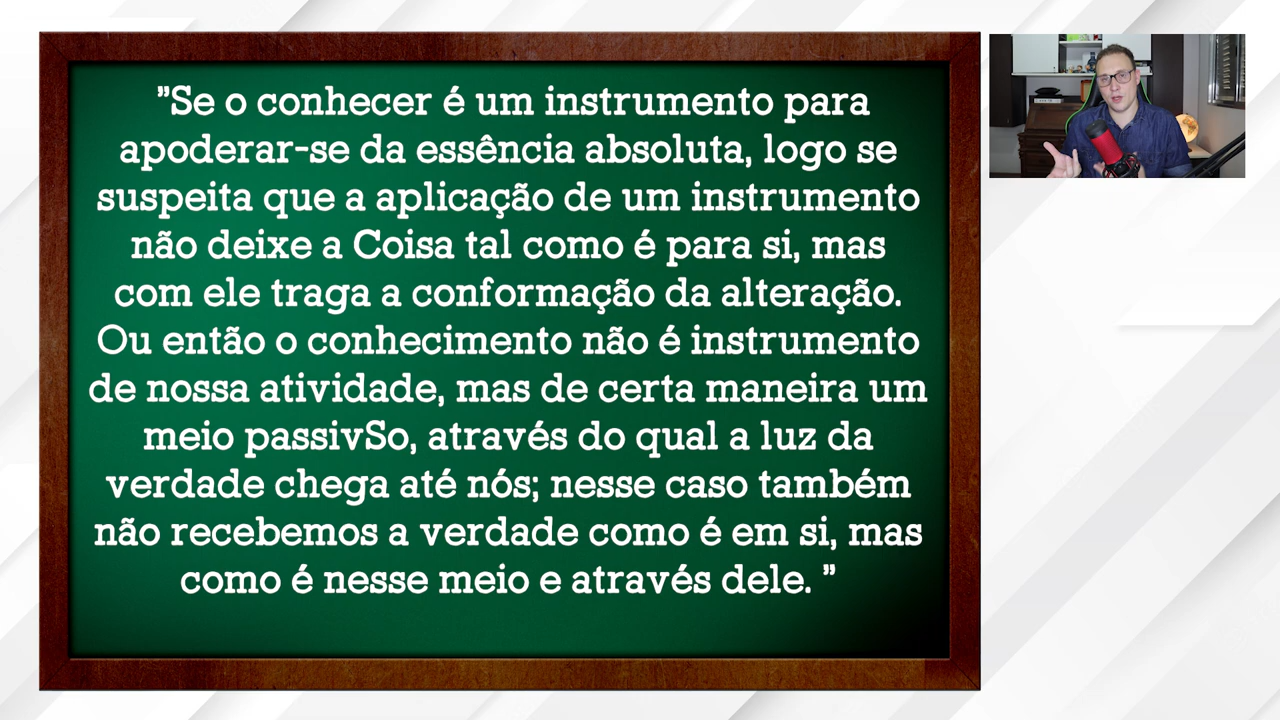 "Se o conhecer é um instrumento para
apoderar-se da essência absoluta, logo se
suspeita que a aplicação de um instrumento
não deixe a Coisa tal como é para si, mas
com ele traga a conformação da alteração.
Ou então o conhecimento não é instrumento
de nossa atividade, mas de certa maneira um
meio passivSo, através do qual a luz da
verdade chega até nós; nesse caso também
não recebemos a verdade como é em si, mas
como é nesse meio e através dele. "